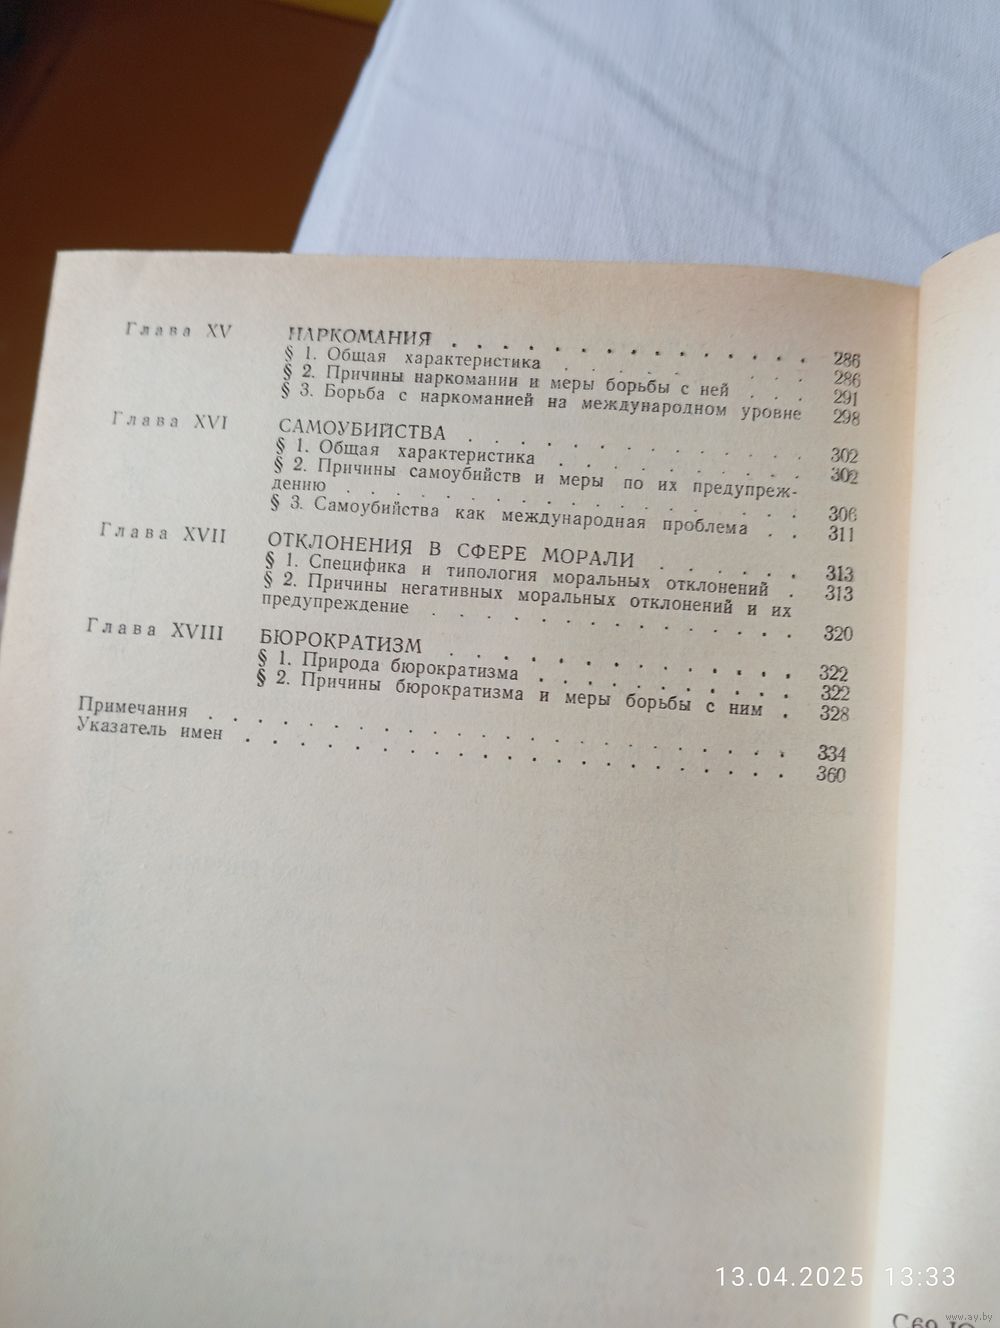 Глава XV НАРКОМАНИЯ . . . . . . . . . . . . . . 286
§ 1. Общая характеристика . . . . . . . . 286
§ 2. Причины наркомании и меры борьбы с ней . . . 291
§ 3. Борьба с наркоманией на международном уровне 298
Глава XVI САМОУБИЙСТВА . . . . . . . . . . . . . 302
§ 1. Общая характеристика . . . . . . . . . 302
§ 2. Причины самоубийств и меры по их предупреж-
дению . . . . . . . . . . . . . . . . 306
§ 3. Самоубийства как международная проблема . . 311
Глава XVII ОТКЛОНЕНИЯ В СФЕРЕ МОРАЛИ . . . . . . 313
§ 1. Специфика и типология моральных отклонений . 313
§ 2. Причины негативных моральных отклонений и их
предупреждение . . . . . . . . . . . . . 320
Глава XVIII БЮРОКРАТИЗМ . . . . . . . . . . . . . 322
§ 1. Природа бюрократизма . . . . . . . . . . 322
§ 2. Причины бюрократизма и меры борьбы с ним . 328
Примечания . . . . . . . . . . . . . . . . . . . . . . 334
Указатель имен . . . . . . . . . . . . . . . . . . . . 360
13.04.2025 13:33
www.ay.by